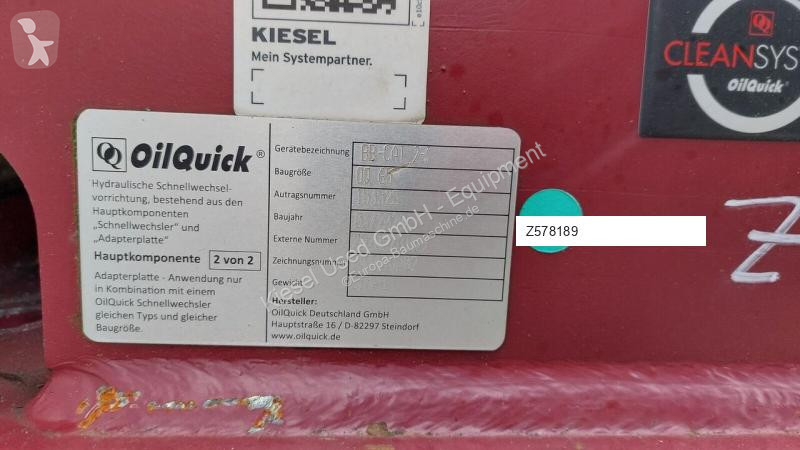 KIESEL
Mein Systempartner.
CLEANSYS
OilQuick
OilQuick®
Hydraulische Schnellwechsel-
vorrichtung, bestehend aus den
Hauptkomponenten
„Schnellwechsler" und
„Adapterplatte"
Hauptkomponente 2 von 2
Adapterplatte - Anwendung nur
in Kombination mit einem
OilQuick Schnellwechsler
gleichen Typs und gleicher
Baugröße.
Gerätebezeichnung
Baugröße
Autragsnummer
Baujahr
Externe Nummer
Zeichnungsnummer
Gewicht
Hersteller:
OilQuick Deutschland GmbH
Hauptstraße 16 / D-82297 Steindorf
www.oilquick.de
Z578189
Kiesel Used GmbH - Equipment
©Europa-Baumaschine.de